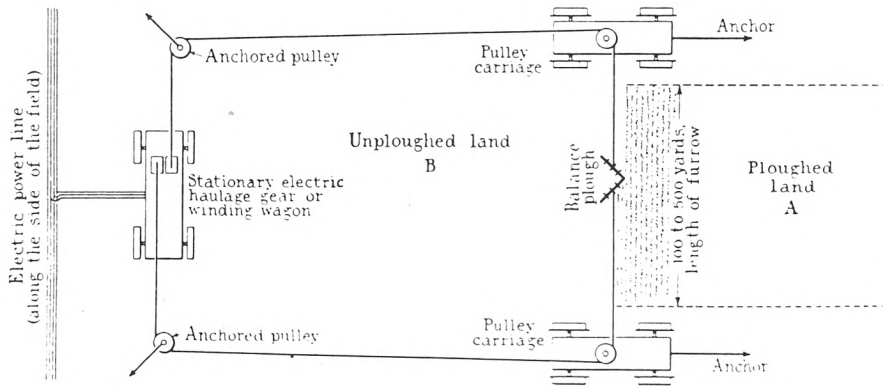 Electric power line
(along the side of the field)
Anchored pulley
Pulley
carriage
Anchor
Unploughed land
B
Stationary electric
haulage gear or
winding wagon
Balance
plough
100 to 500 yards,
length of furrow
Ploughed
land
A
Anchored pulley
Pulley
carriage
Anchor